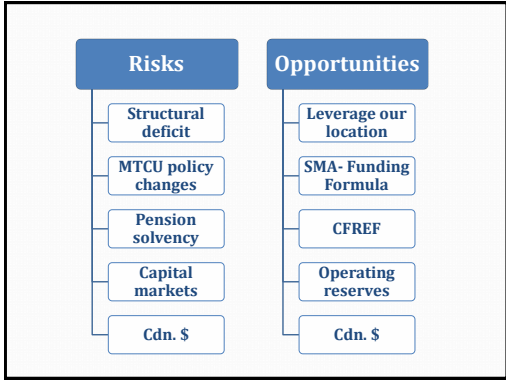 Risks
Structural
deficit
MTCU policy
changes
Pension
solvency
Capital
markets
Cdn. $
Opportunities
Leverage our
location
SMA- Funding
Formula
CFREF
Operating
reserves
Cdn. $